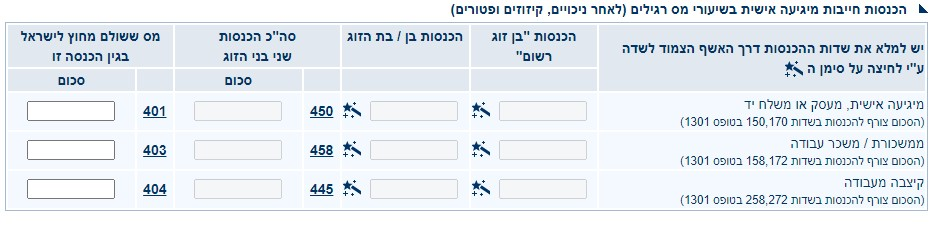 הכנסות חייבות מיגיעה אישית בשיעורי מס רגילים (לאחר ניכויים, קיזוזים ופטורים)
יש למלא את שדות ההכנסות דרך האשף הצמוד לשדה
ע"י לחיצה על סימן ה
הכנסות "בן זוג
רשום"
הכנסות בן / בת הזוג
סה"כ הכנסות
שני בני הזוג
מס ששולם מחוץ לישראל
בגין הכנסה זו
סכום
סכום
מיגיעה אישית, מעסק או משלח יד
(הסכום צורף להכנסות בשדות 150,170 בטופס 1301)
450
401
ממשכורת / משכר עבודה
(הסכום צורף להכנסות בשדות 158,172 בטופס 1301)
458
403
קיצבה מעבודה
(הסכום צורף להכנסות בשדות 258,272 בטופס 1301)
445
404